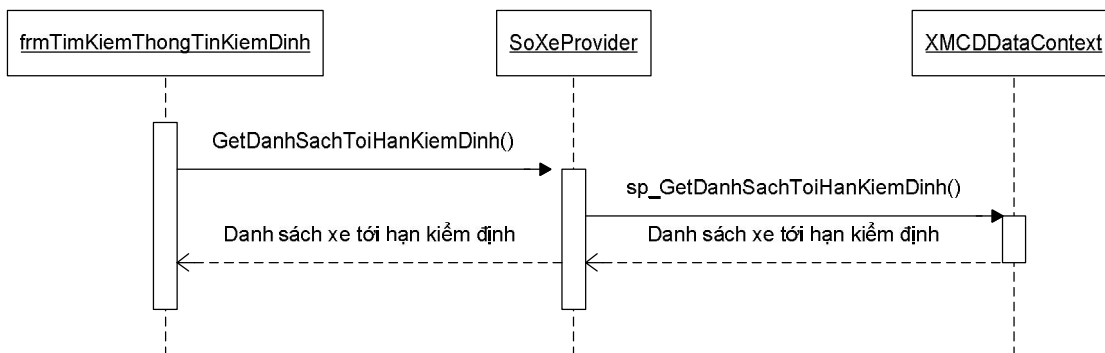 frmTimKiemThongTinKiemDinh
SoXeProvider
XMCDDataContext
GetDanhSachToiHanKiemDinh()
sp_GetDanhSachToiHanKiemDinh()
Danh sách xe tới hạn kiểm định
Danh sách xe tới hạn kiểm định